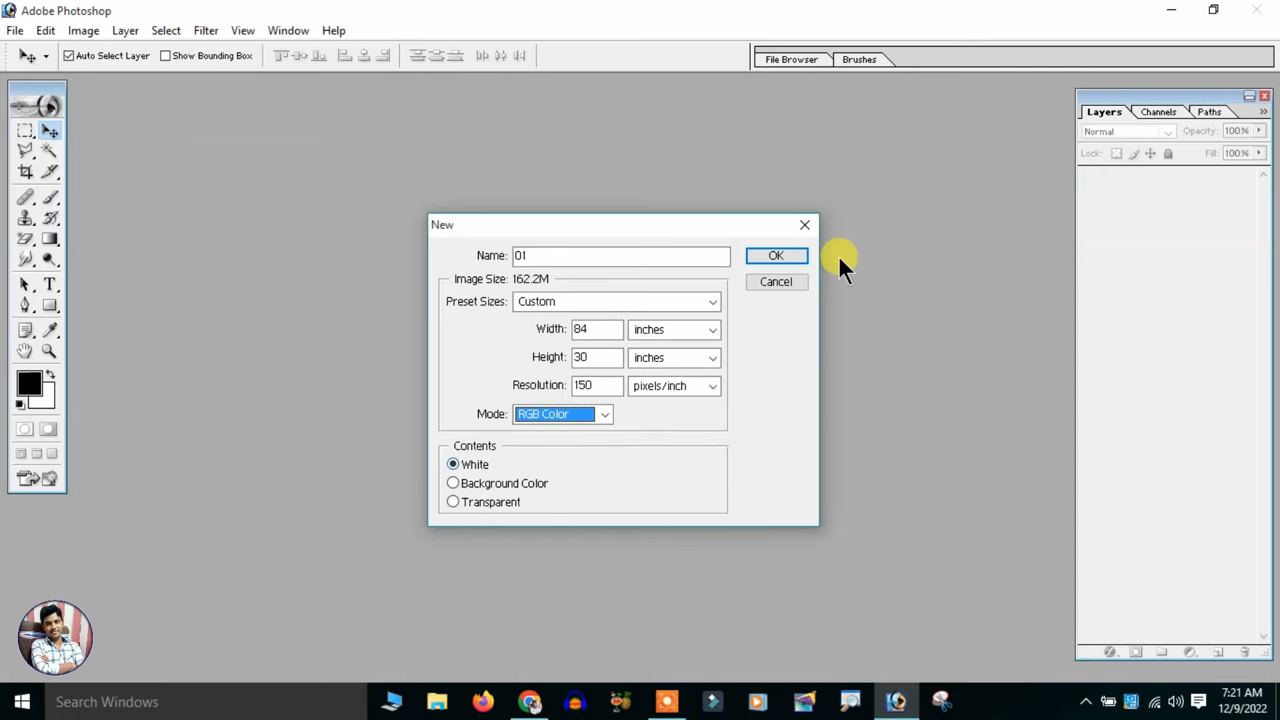 Adobe Photoshop
File Edit Image Layer Select Filter View Window Help
Auto Select Layer Show Bounding Box File Browser Brushes
Layers Channels Paths
Normal Opacity: 100%
Lock: Fill: 100%
New
Name: 01 OK
Image Size: 162.2M
Cancel
Preset Sizes: Custom
Width: 84 inches
Height: 30 inches
Resolution: 150 pixels/inch
Mode: RGB Color
Contents
White
Background Color
Transparent
Search Windows
7:21 AM
12/9/2022